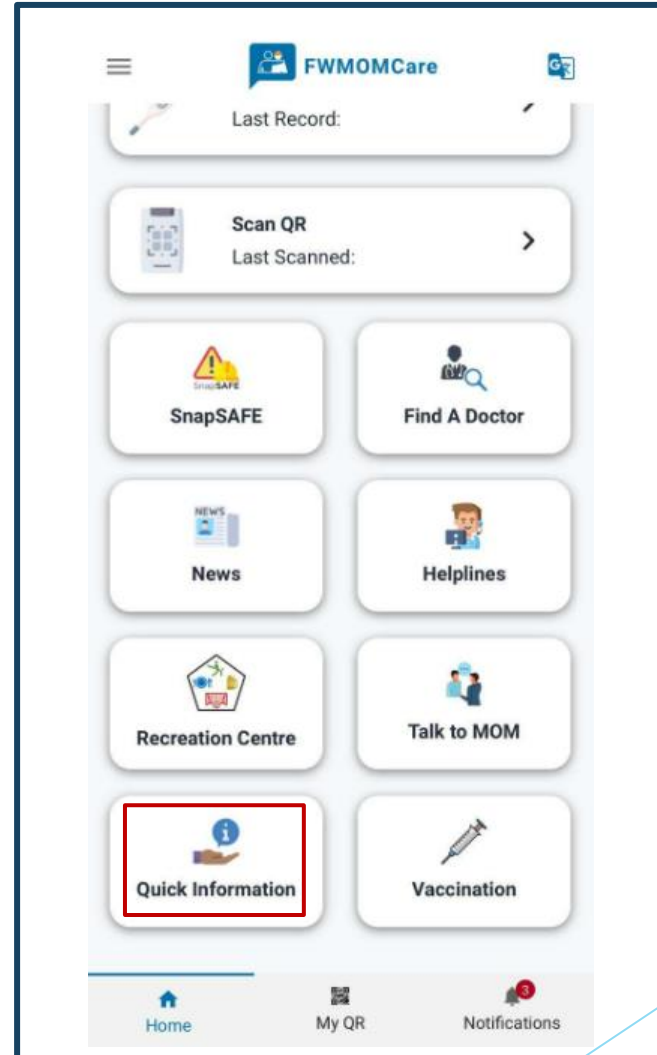 FWMOMCare
Last Record:
Scan QR
Last Scanned:
SnapSAFE
SnapSAFE
Find A Doctor
NEWS
News
Helplines
Recreation Centre
Talk to MOM
Quick Information
Vaccination
Home
My QR
3
Notifications